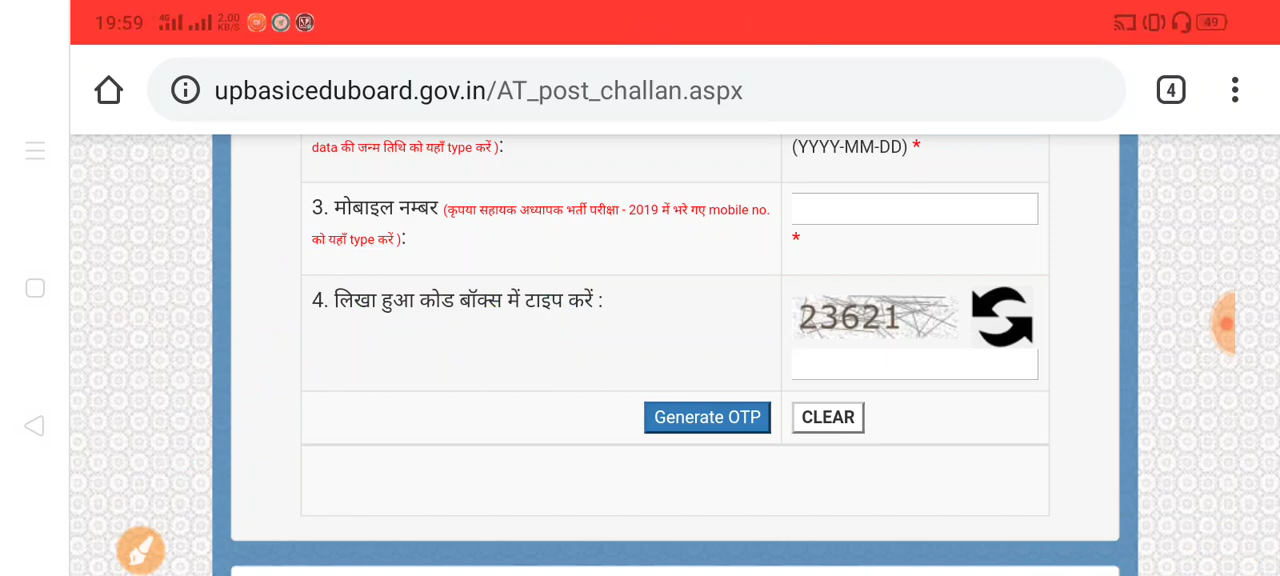 19:59 4G 2.00 KB/S 49
upbasiceduboard.gov.in/AT_post_challan.aspx 4
data की जन्म तिथि को यहाँ type करें ): (YYYY-MM-DD) *
3. मोबाइल नम्बर (कृपया सहायक अध्यापक भर्ती परीक्षा - 2019 में भरे गए mobile no.
को यहाँ type करें ): *
4. लिखा हुआ कोड बॉक्स में टाइप करें : 23621
Generate OTP CLEAR